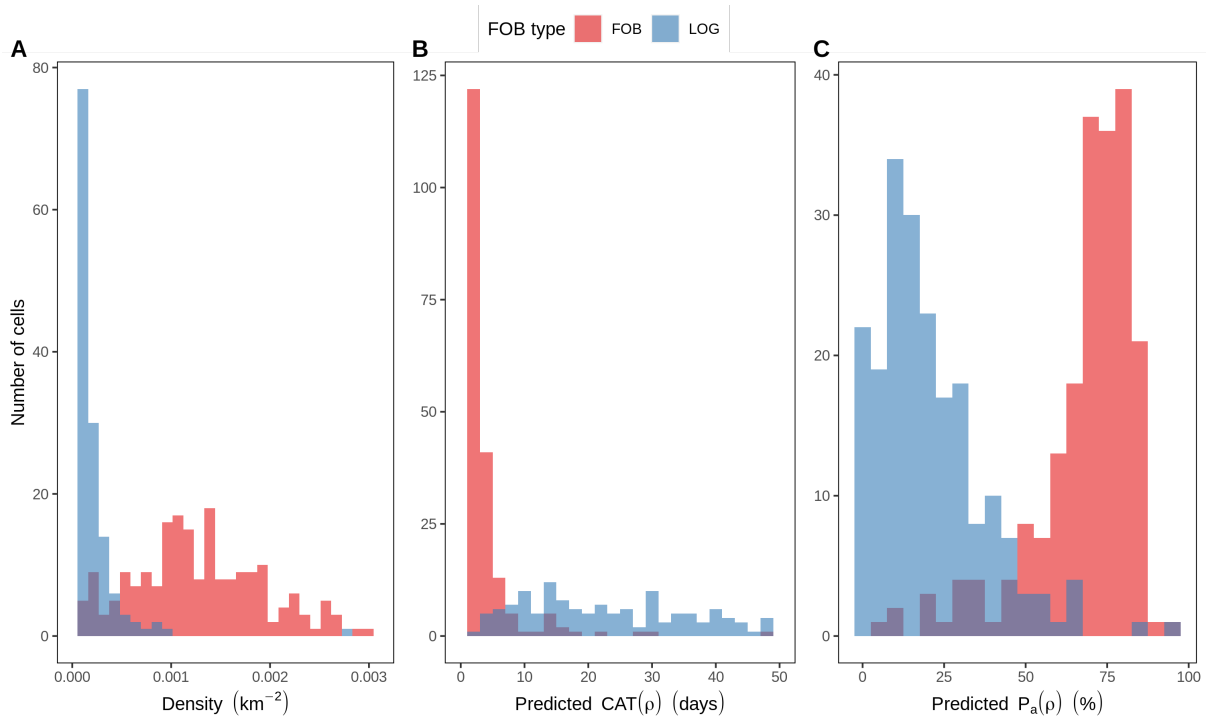 FOB type FOB LOG
A B C
Number of cells
80
60
40
20
0
0.000 0.001 0.002 0.003
Density (km⁻²)
125
100
75
50
25
0
0 10 20 30 40 50
Predicted CAT(ρ) (days)
40
30
20
10
0
0 25 50 75 100
Predicted Pₐ(ρ) (%)